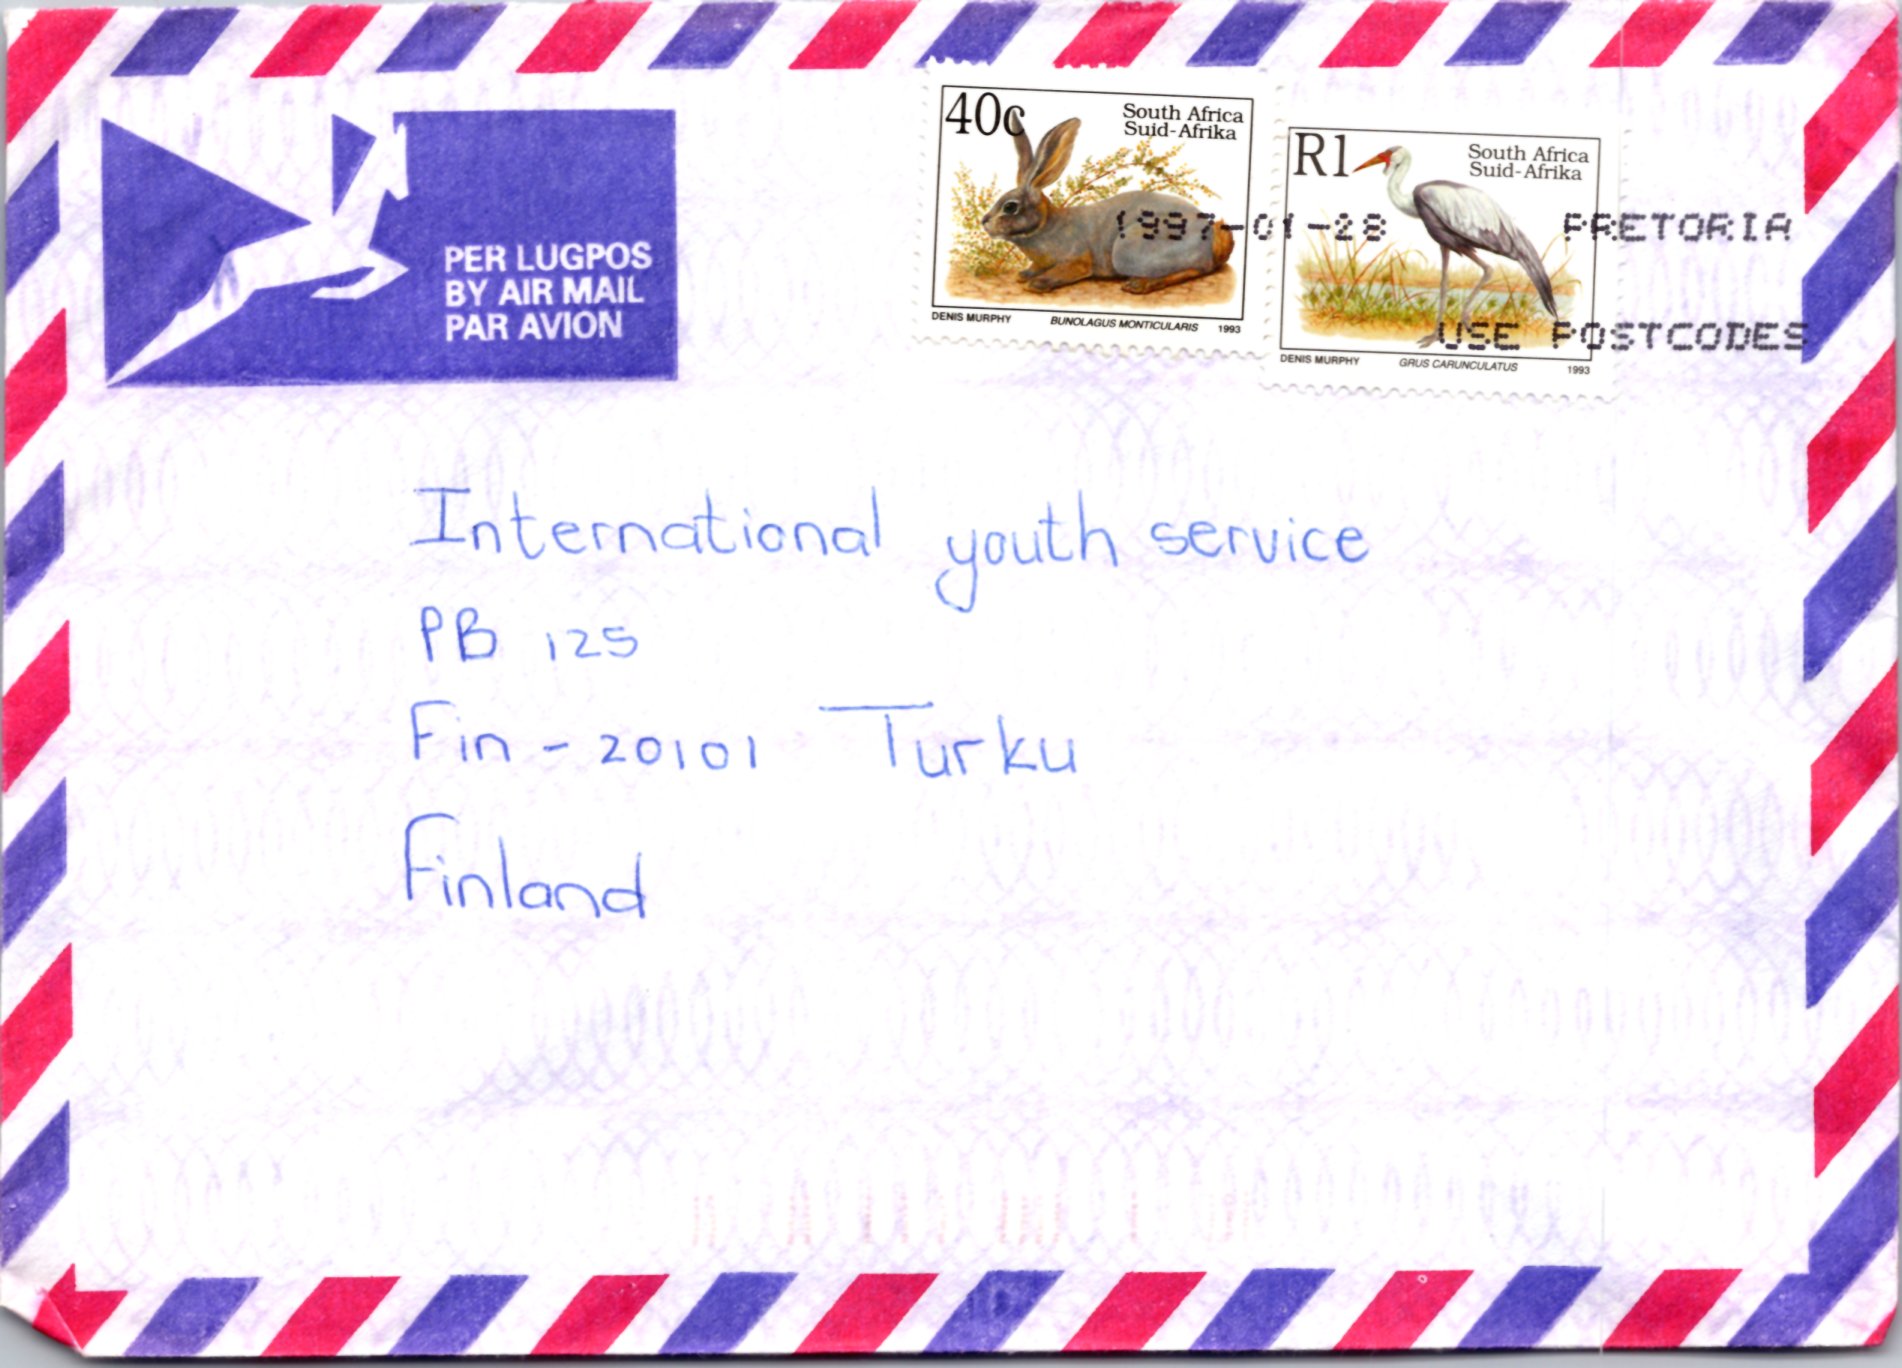 PER LUGPOS
BY AIR MAIL
PAR AVION
40c
South Africa
Suid-Afrika
DENIS MURPHY
BUNOLAGUS MONTICULARIS
1993
R1
South Africa
Suid-Afrika
DENIS MURPHY
GRUS CARUNCULATUS
1993
1997-01-28 PRETORIA
USE POSTCODES
International youth service
PB 125
Fin - 20101 Turku
Finland